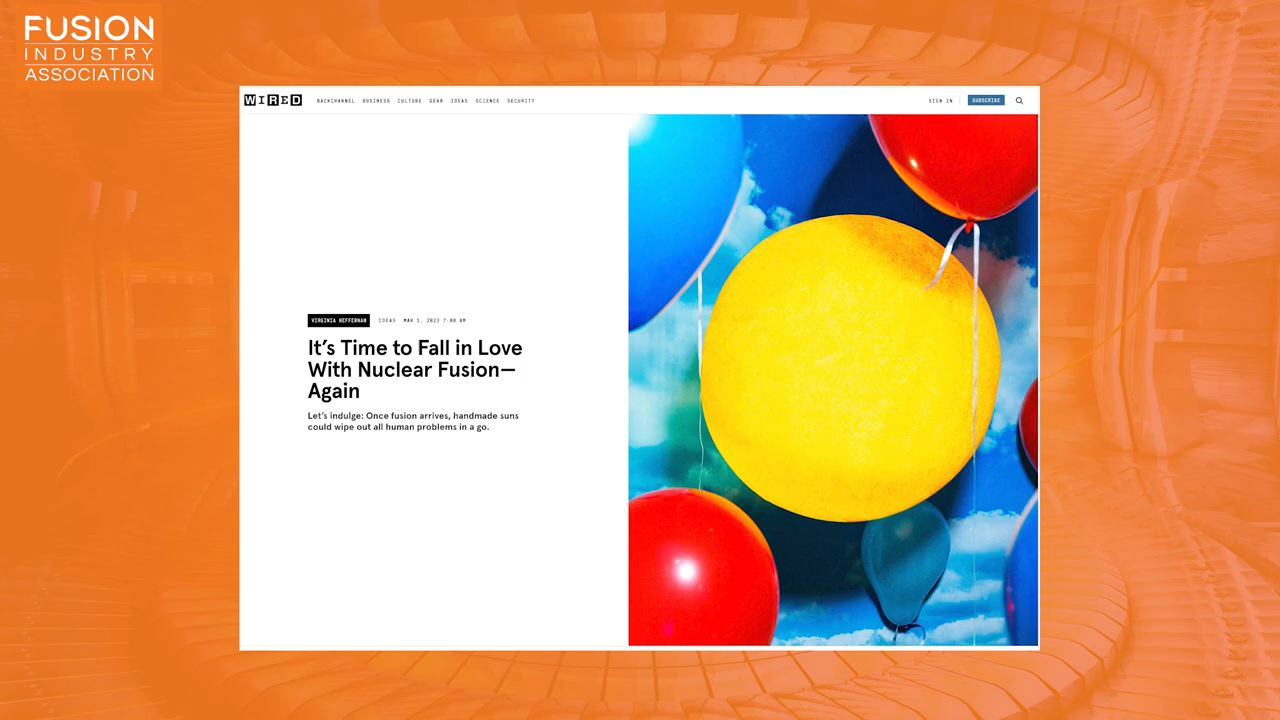 FUSION
INDUSTRY
ASSOCIATION
WIRED
BACKCHANNEL BUSINESS CULTURE GEAR IDEAS SCIENCE SECURITY
SIGN IN
SUBSCRIBE
VIRGINIA HEFFERNAN IDEAS MAR 1, 2023 7:00 AM
It’s Time to Fall in Love
With Nuclear Fusion—
Again
Let’s indulge: Once fusion arrives, handmade suns
could wipe out all human problems in a go.